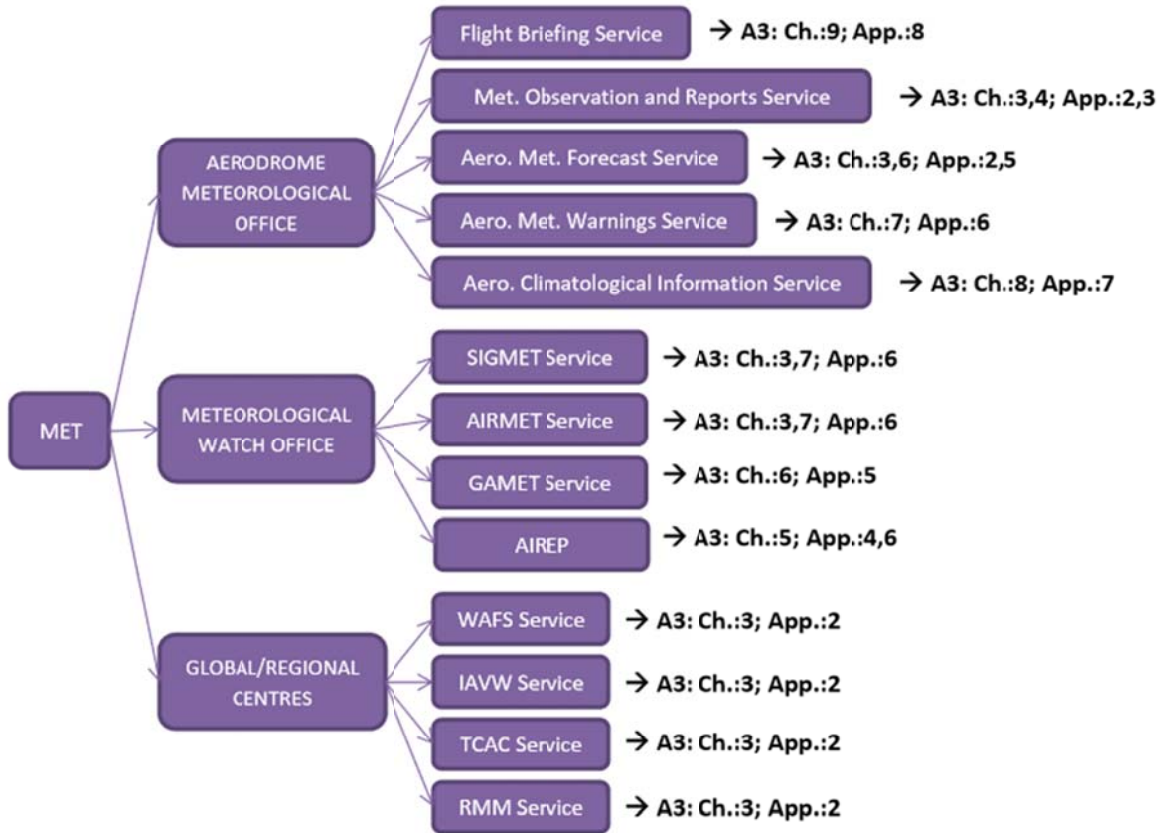 Flight Briefing Service → A3: Ch.:9; App.:8
Met. Observation and Reports Service → A3: Ch.:3,4; App.:2,3
AERODROME
METEOROLOGICAL
OFFICE
Aero. Met. Forecast Service → A3: Ch.:3,6; App.:2,5
Aero. Met. Warnings Service → A3: Ch.:7; App.:6
Aero. Climatological Information Service → A3: Ch.:8; App.:7
MET
METEOROLOGICAL
WATCH OFFICE
SIGMET Service → A3: Ch.:3,7; App.:6
AIRMET Service → A3: Ch.:3,7; App.:6
GAMET Service → A3: Ch.:6; App.:5
AIREP → A3: Ch.:5; App.:4,6
GLOBAL/REGIONAL
CENTRES
WAFS Service → A3: Ch.:3; App.:2
IAVW Service → A3: Ch.:3; App.:2
TCAC Service → A3: Ch.:3; App.:2
RMM Service → A3: Ch.:3; App.:2